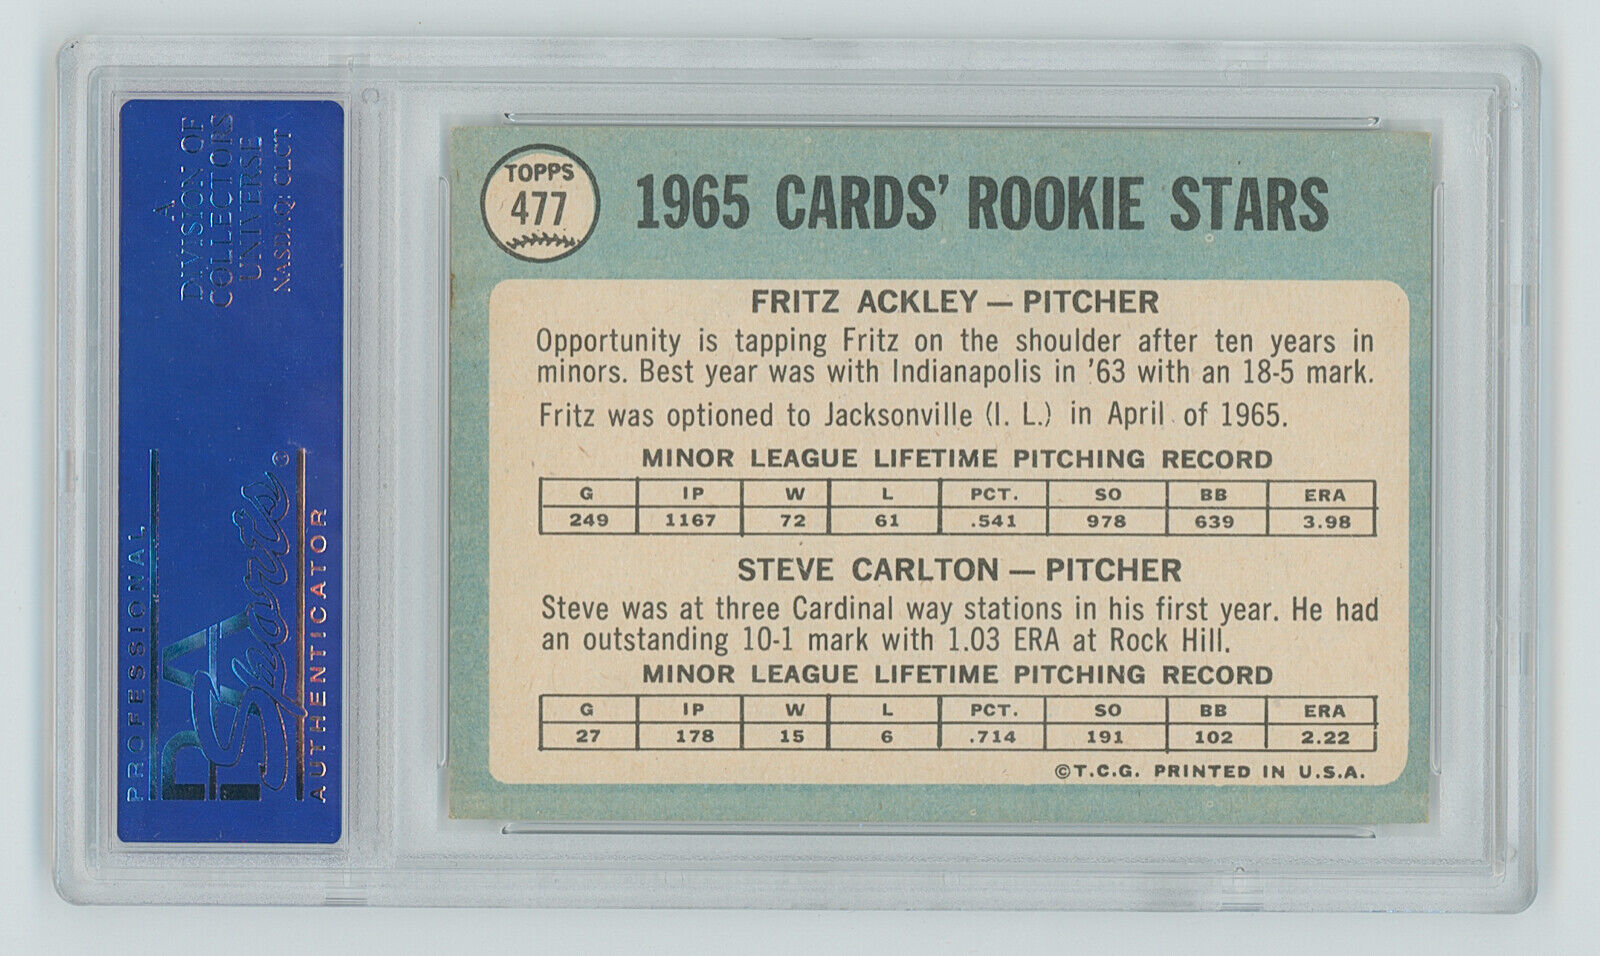 A
DIVISION OF
COLLECTORS
UNIVERSE
NASDAQ: CLCT
PROFESSIONAL
PSA
Sports
AUTHENTICATOR
TOPPS
477
1965 CARDS' ROOKIE STARS
FRITZ ACKLEY — PITCHER
Opportunity is tapping Fritz on the shoulder after ten years in
minors. Best year was with Indianapolis in '63 with an 18-5 mark.
Fritz was optioned to Jacksonville (I. L.) in April of 1965.
MINOR LEAGUE LIFETIME PITCHING RECORD
G IP W L PCT. SO BB ERA
249 1167 72 61 .541 978 639 3.98
STEVE CARLTON — PITCHER
Steve was at three Cardinal way stations in his first year. He had
an outstanding 10-1 mark with 1.03 ERA at Rock Hill.
MINOR LEAGUE LIFETIME PITCHING RECORD
G IP W L PCT. SO BB ERA
27 178 15 6 .714 191 102 2.22
©T.C.G. PRINTED IN U.S.A.